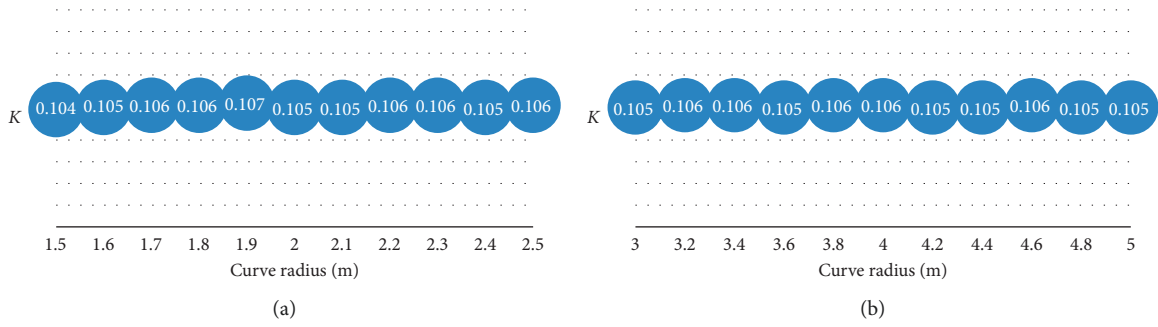 K
0.104 0.105 0.106 0.106 0.107 0.105 0.105 0.106 0.106 0.105 0.106
1.5 1.6 1.7 1.8 1.9 2 2.1 2.2 2.3 2.4 2.5
Curve radius (m)
(a)
K
0.105 0.106 0.106 0.105 0.106 0.106 0.105 0.105 0.106 0.105 0.105
3 3.2 3.4 3.6 3.8 4 4.2 4.4 4.6 4.8 5
Curve radius (m)
(b)